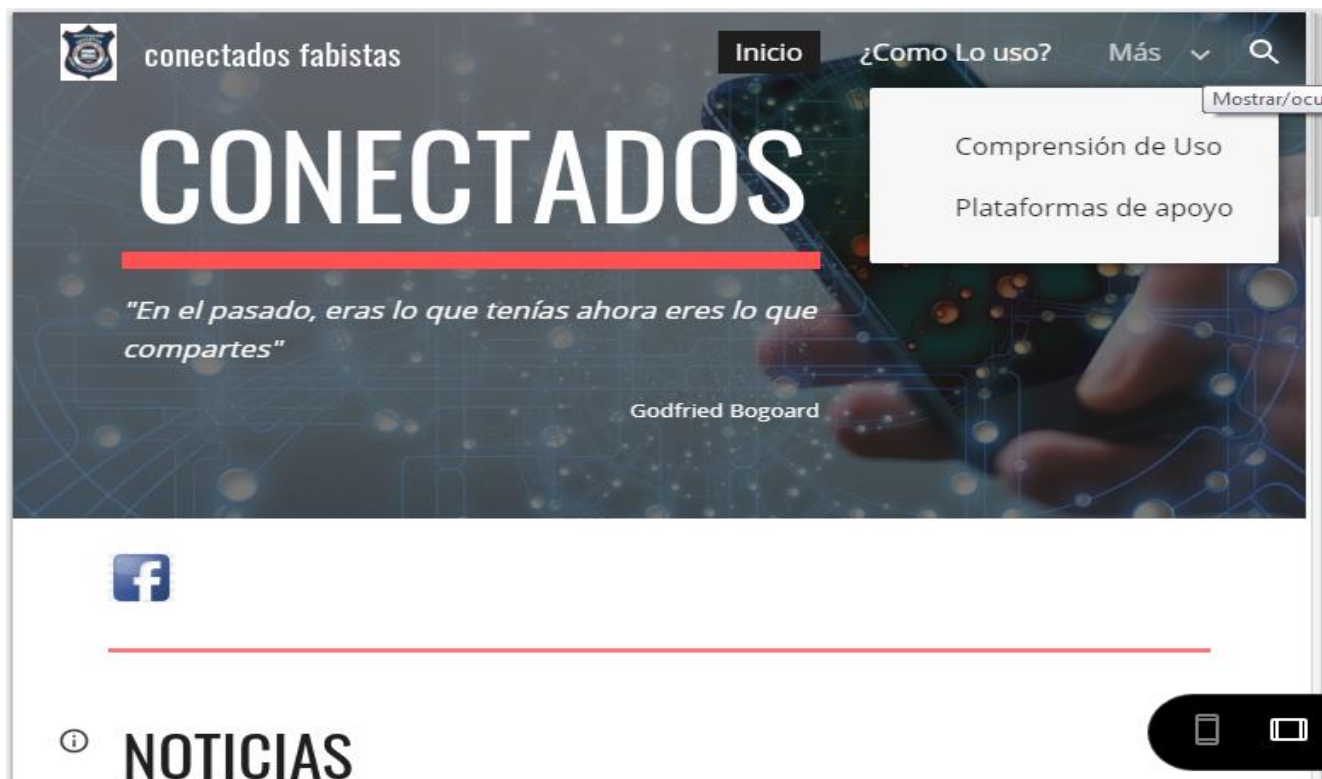 conectados fabistas
Inicio
¿Como Lo uso?
Más
Mostrar/ocu
Comprensión de Uso
Plataformas de apoyo
CONECTADOS
"En el pasado, eras lo que tenías ahora eres lo que
compartes"
Godfried Bogoard
NOTICIAS